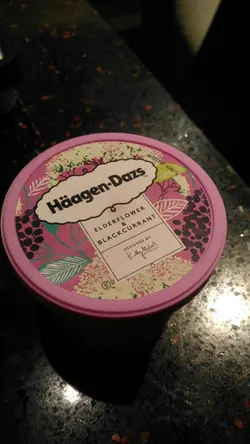 Häagen-Dazs
ELDERFLOWER
&
BLACKCURRANT
DESIGNED BY